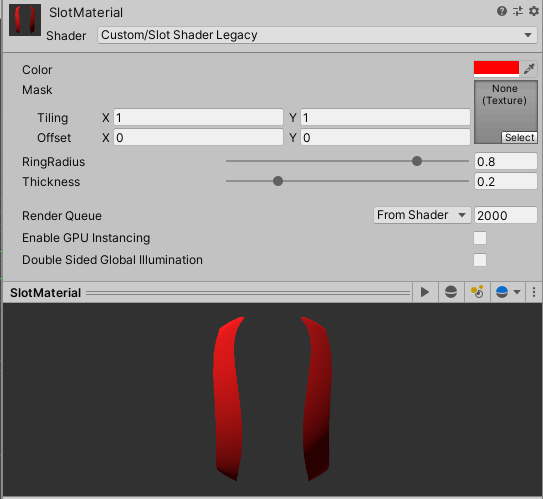 SlotMaterial
Shader Custom/Slot Shader Legacy
Color
Mask
None
(Texture)
Tiling X 1 Y 1
Offset X 0 Y 0
Select
RingRadius 0.8
Thickness 0.2
Render Queue From Shader 2000
Enable GPU Instancing
Double Sided Global Illumination
SlotMaterial